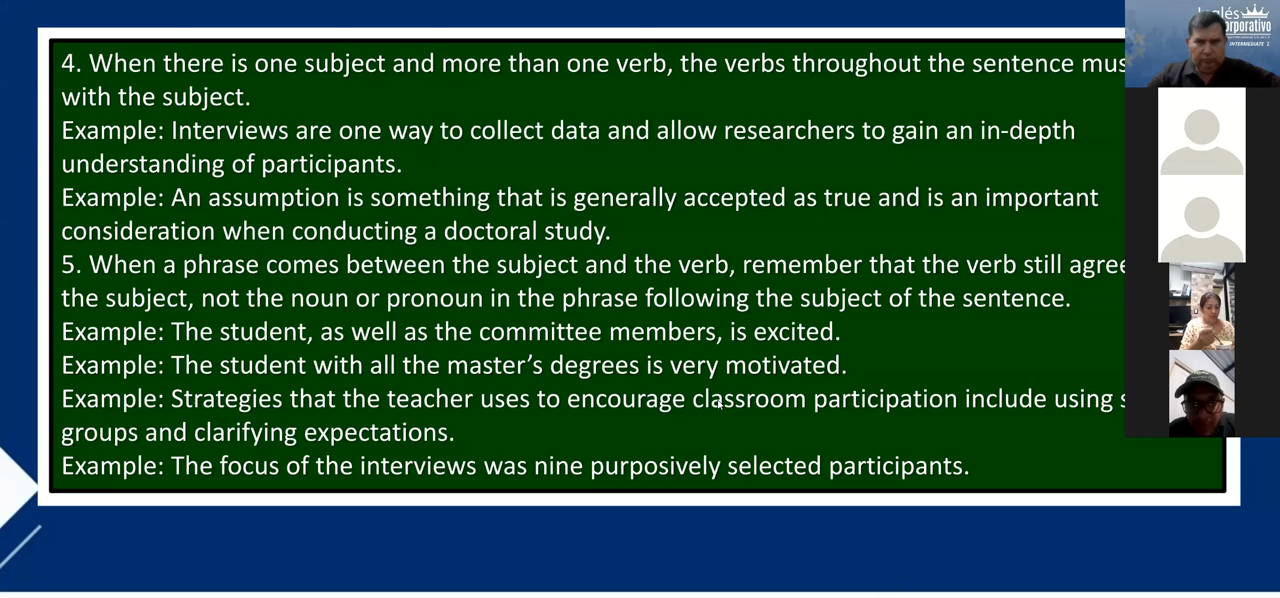 4. When there is one subject and more than one verb, the verbs throughout the sentence
with the subject.
Example: Interviews are one way to collect data and allow researchers to gain an in-depth
understanding of participants.
Example: An assumption is something that is generally accepted as true and is an important
consideration when conducting a doctoral study.
5. When a phrase comes between the subject and the verb, remember that the verb still
the subject, not the noun or pronoun in the phrase following the subject of the sentence.
Example: The student, as well as the committee members, is excited.
Example: The student with all the master’s degrees is very motivated.
Example: Strategies that the teacher uses to encourage classroom participation include using
groups and clarifying expectations.
Example: The focus of the interviews was nine purposively selected participants.
INTERMEDIATE 2